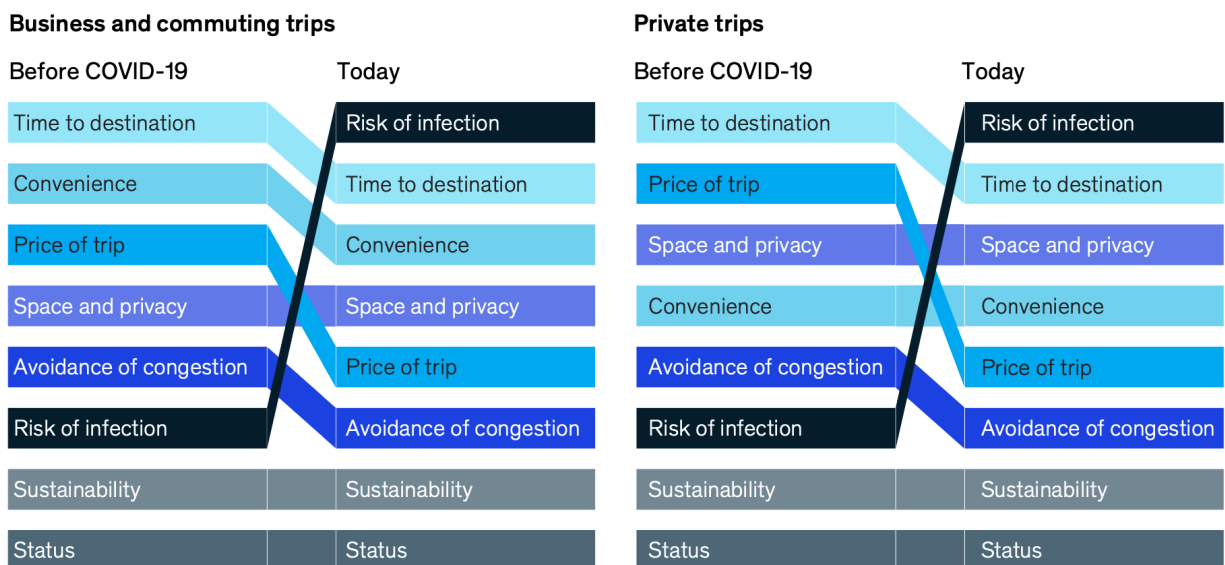 Business and commuting trips
Before COVID-19
Today
Time to destination
Convenience
Price of trip
Space and privacy
Avoidance of congestion
Risk of infection
Sustainability
Status
Risk of infection
Time to destination
Convenience
Space and privacy
Price of trip
Avoidance of congestion
Sustainability
Status
Private trips
Before COVID-19
Today
Time to destination
Price of trip
Space and privacy
Convenience
Avoidance of congestion
Risk of infection
Sustainability
Status
Risk of infection
Time to destination
Space and privacy
Convenience
Price of trip
Avoidance of congestion
Sustainability
Status